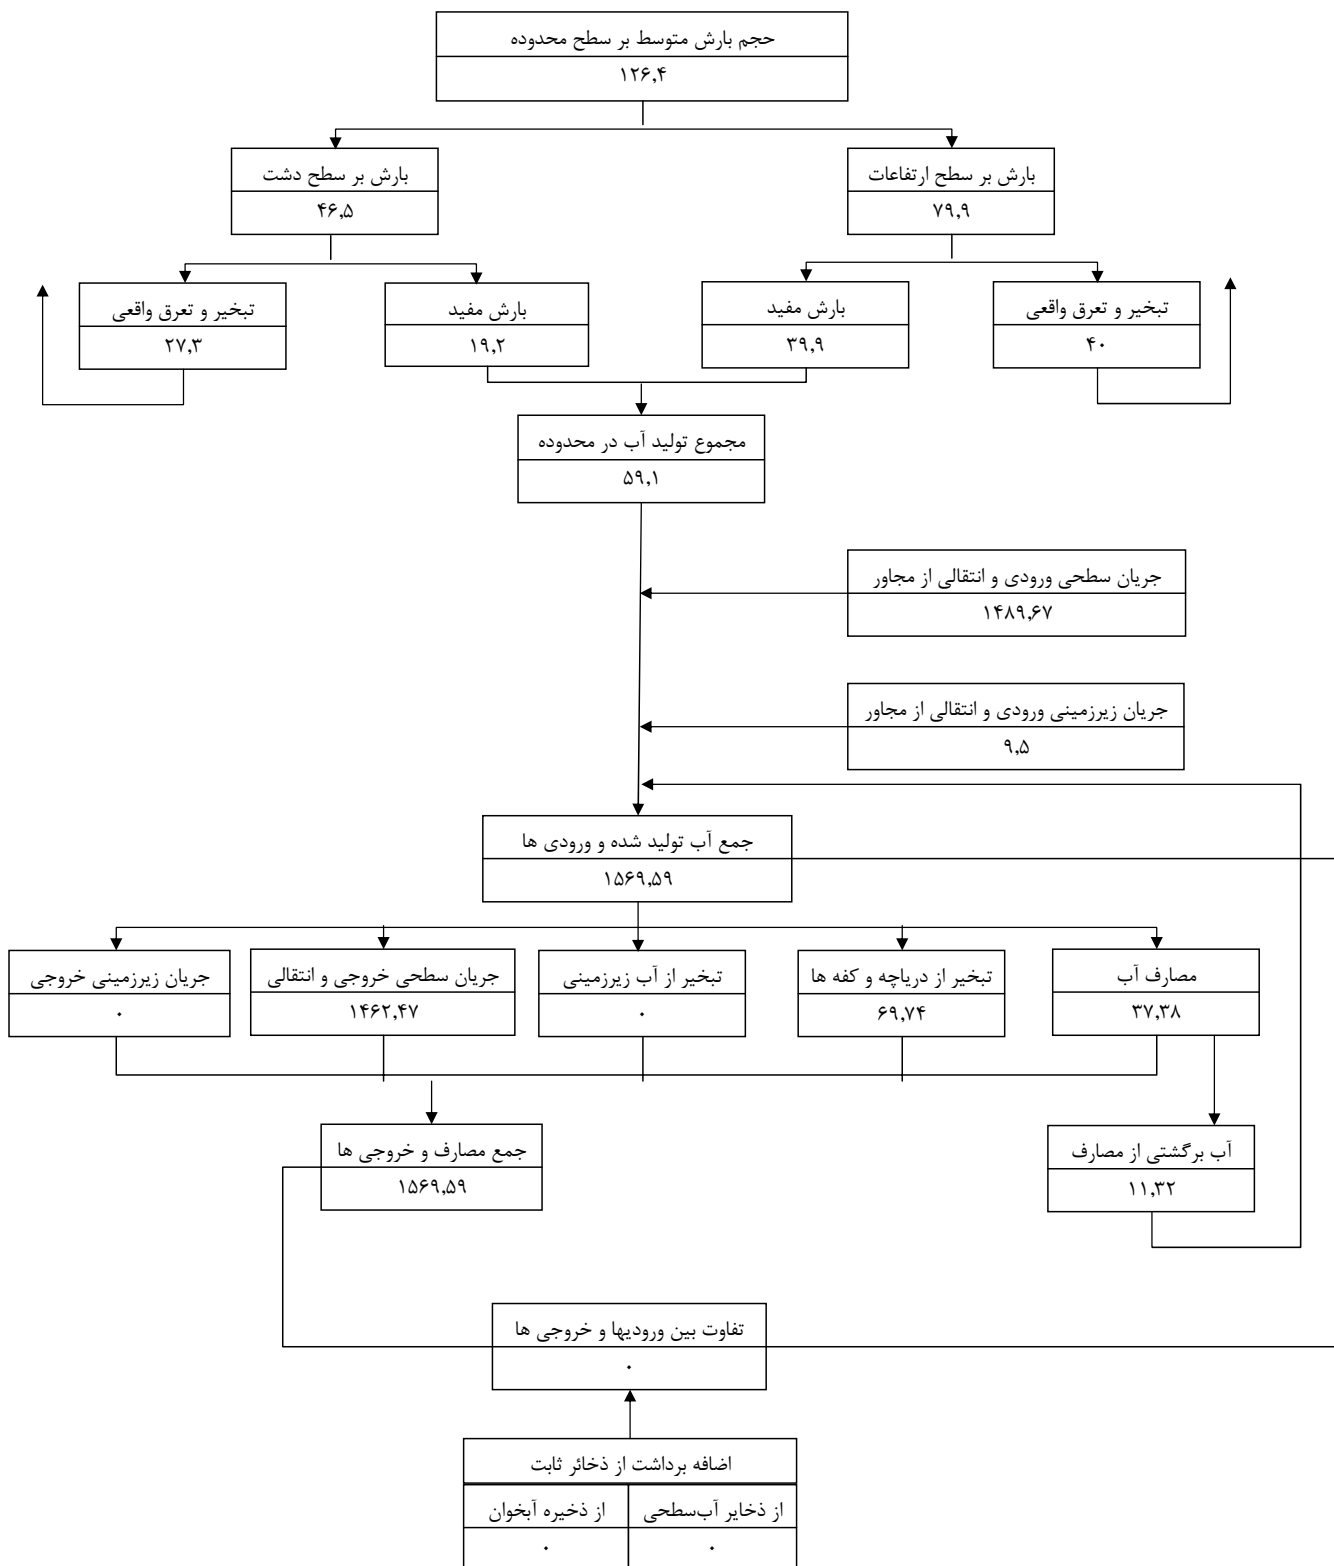 حجم بارش متوسط بر سطح محدوده
۱۲۶,۴
بارش بر سطح ارتفاعات
۷۹,۹
بارش بر سطح دشت
۴۶,۵
تبخیر و تعرق واقعی
۴۰
بارش مفید
۳۹,۹
بارش مفید
۱۹,۲
تبخیر و تعرق واقعی
۲۷,۳
مجموع تولید آب در محدوده
۵۹,۱
جریان سطحی ورودی و انتقالی از مجاور
۱۴۸۹,۶۷
جریان زیرزمینی ورودی و انتقالی از مجاور
۹,۵
جمع آب تولید شده و ورودی ها
۱۵۶۹,۵۹
مصارف آب
۳۷,۳۸
تبخیر از دریاچه و کفه ها
۶۹,۷۴
تبخیر از آب زیرزمینی
۰
جریان سطحی خروجی و انتقالی
۱۴۶۲,۴۷
جریان زیرزمینی خروجی
۰
آب برگشتی از مصارف
۱۱,۳۲
جمع مصارف و خروجی ها
۱۵۶۹,۵۹
تفاوت بین ورودیها و خروجی ها
۰
اضافه برداشت از ذخائر ثابت
از ذخایر آب‌سطحی
۰
از ذخیره آبخوان
۰